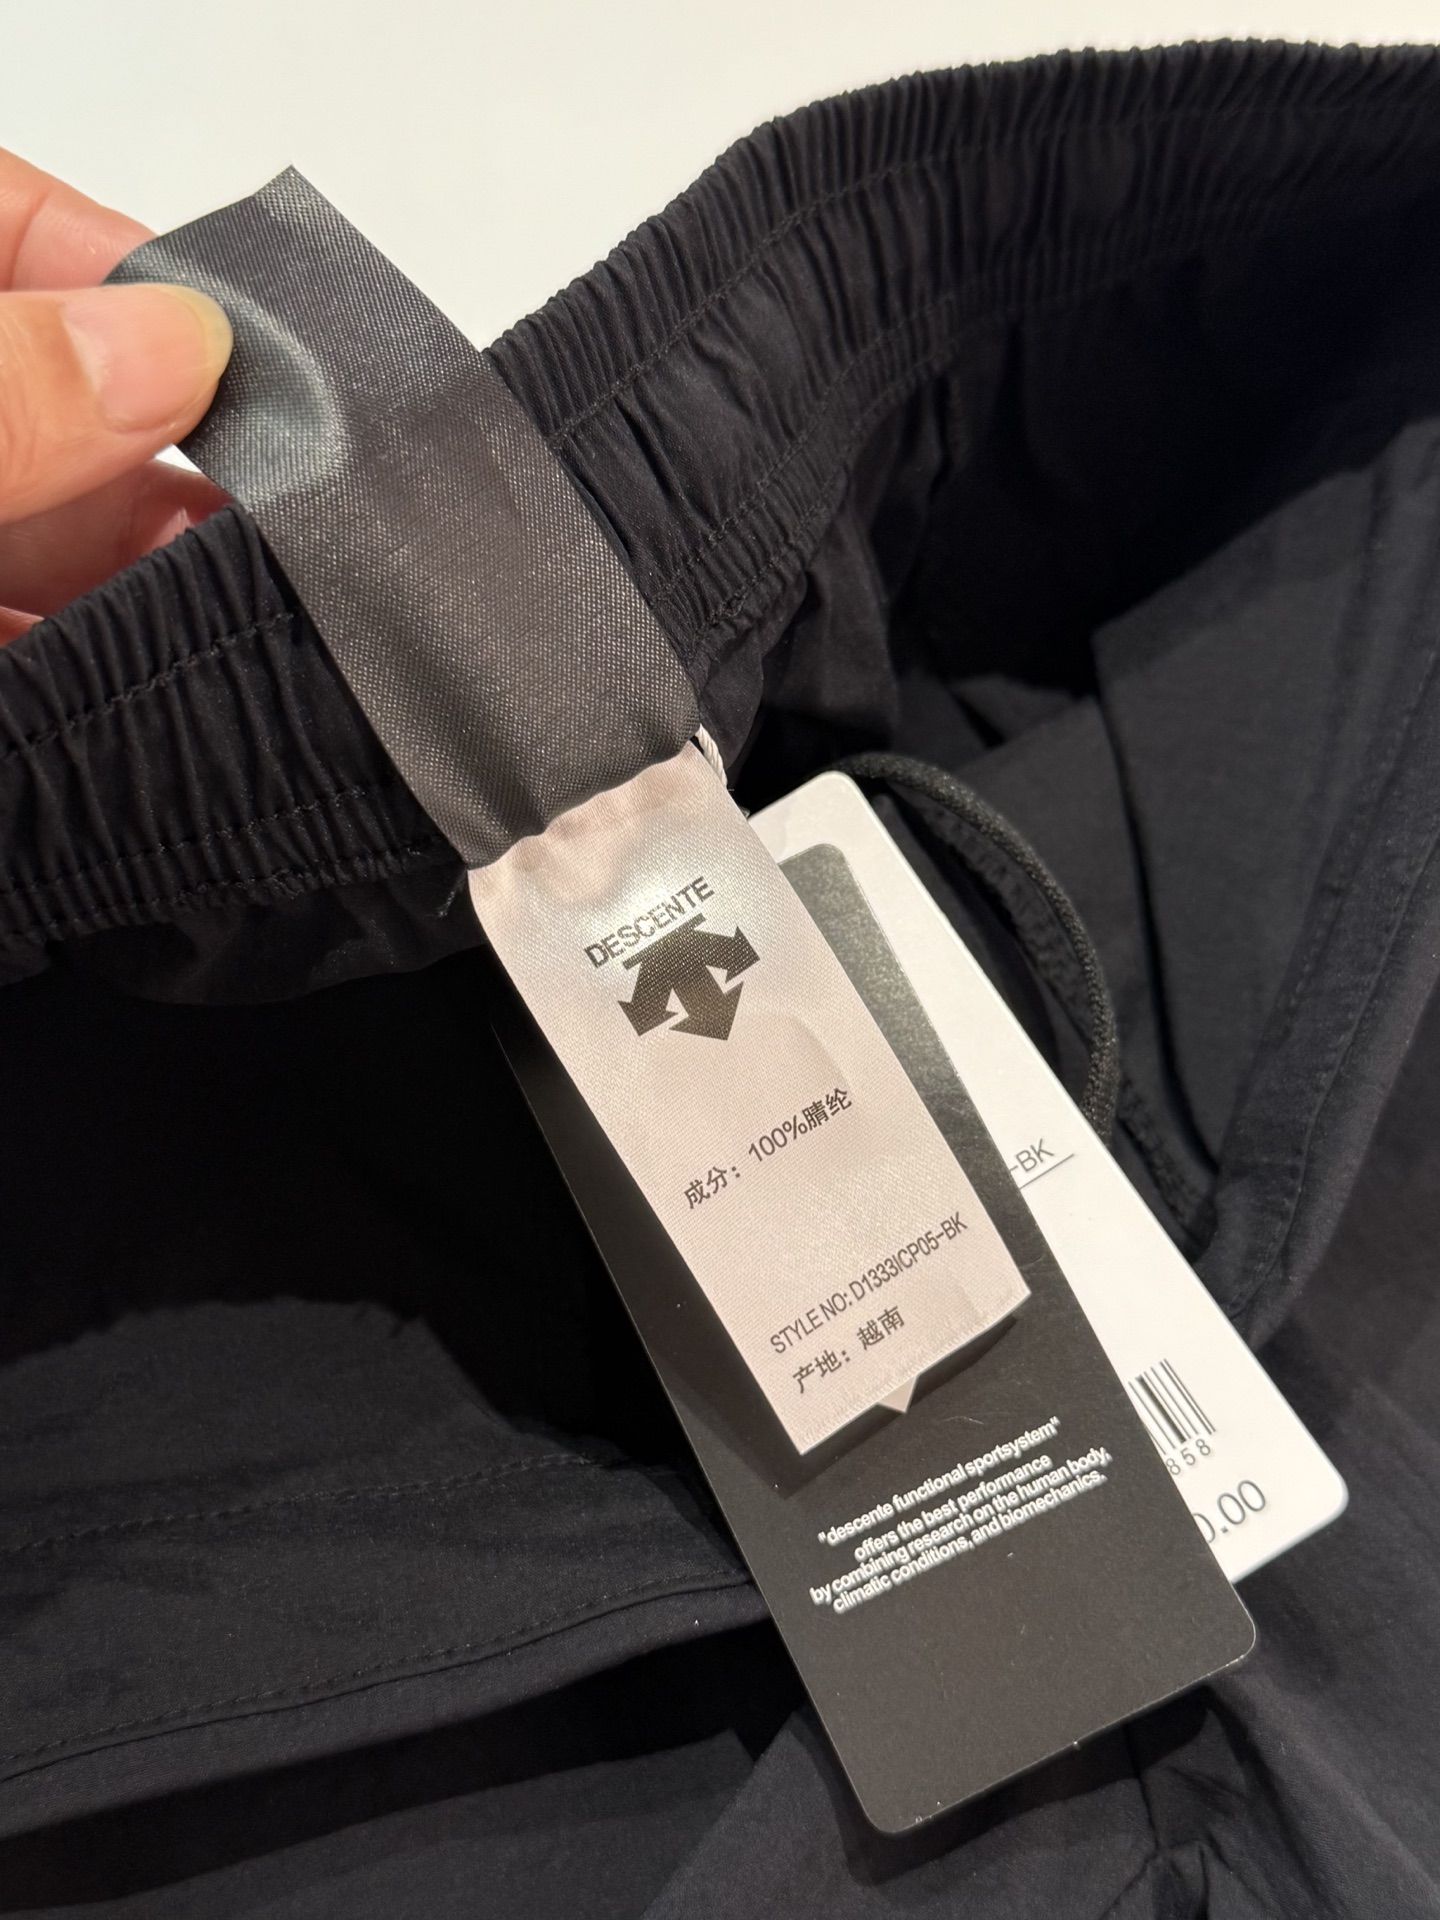 DESCENTE
成分：100%腈纶
STYLE NO: D1333ICP05-BK
产地：越南
"descente functional sportsystem"
offers the best performance
by combining research on the human body,
climatic conditions, and biomechanics.
-BK
858
0.00